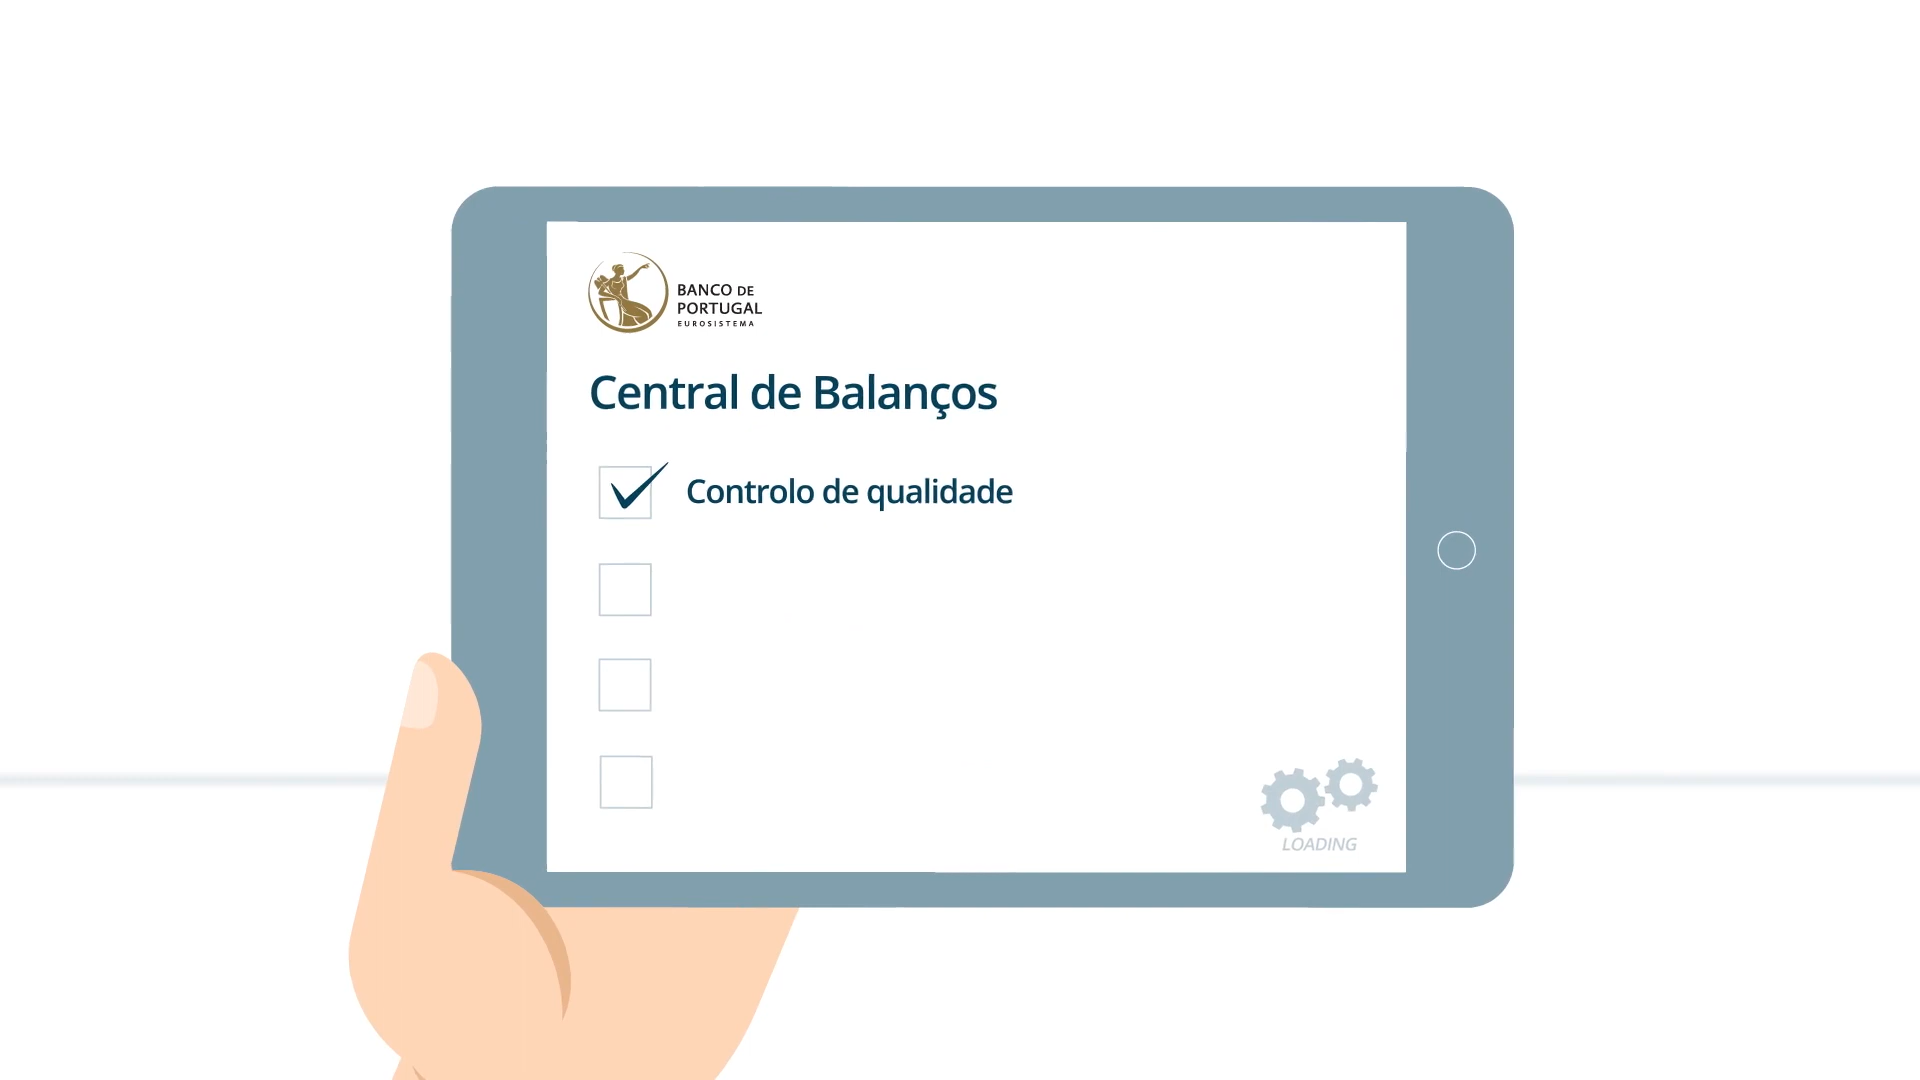 BANCO DE
PORTUGAL
EUROSISTEMA
Central de Balanços
Controlo de qualidade
LOADING